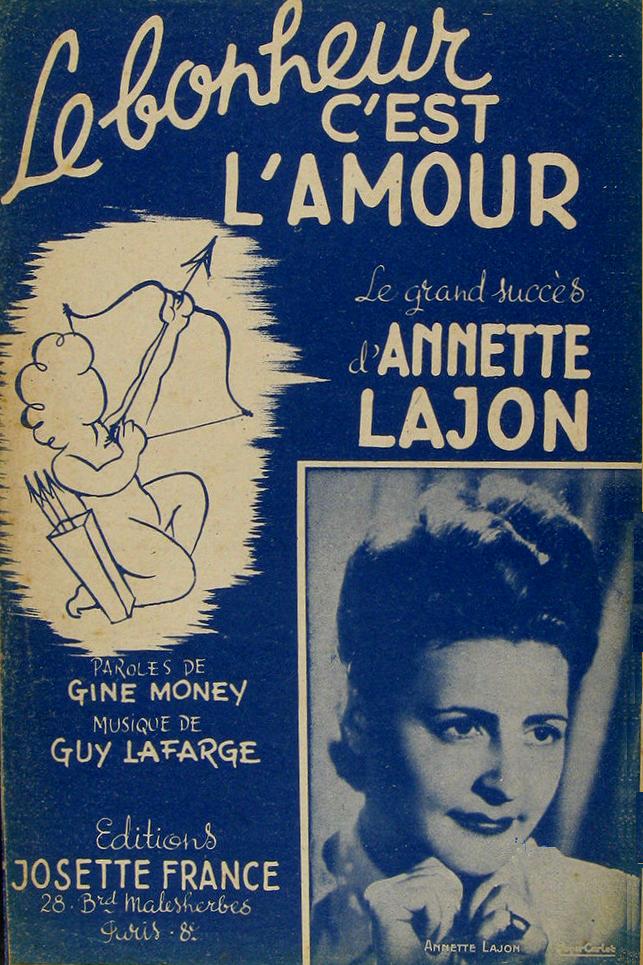 Le bonheur
C'EST
L'AMOUR
Le grand succès
d'ANNETTE
LAJON
PAROLES DE
GINE MONEY
MUSIQUE DE
GUY LAFARGE
Editions
JOSETTE FRANCE
28. Brd Malesherbes
Paris. 8e
ANNETTE LAJON